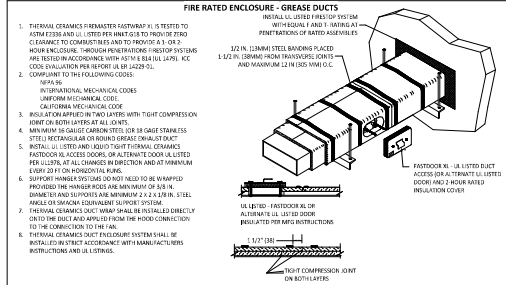 FIRE RATED ENCLOSURE - GREASE DUCTS
1. THERMAL CERAMICS FIREMASTER FASTWRAP XL IS TESTED TO
ASTM E2336 AND UL LISTED PER HNKT.G18 TO PROVIDE ZERO
CLEARANCE TO COMBUSTIBLES AND TO PROVIDE A 1- OR 2-
HOUR ENCLOSURE. THROUGH PENETRATIONS FIRESTOP SYSTEMS
ARE TESTED IN ACCORDANCE WITH ASTM E 814 (UL 1479). ICC
CODE EVALUATION PER REPORT UL ER 14229-01.
2. COMPLIANT TO THE FOLLOWING CODES:
NFPA 96
INTERNATIONAL MECHANICAL CODES
UNIFORM MECHANICAL CODE.
CALIFORNIA MECHANICAL CODE
3. INSULATION APPLIED IN TWO LAYERS WITH TIGHT COMPRESSION
JOINT ON BOTH LAYERS AT ALL JOINTS.
4. MINIMUM 16 GAUGE CARBON STEEL (OR 18 GAGE STAINLESS
STEEL) RECTANGULAR OR ROUND GREASE EXHAUST DUCT
5. INSTALL UL LISTED AND LIQUID TIGHT THERMAL CERAMICS
FASTDOOR XL ACCESS DOORS, OR ALTERNATE DOOR UL LISTED
PER UL1978, AT ALL CHANGES IN DIRECTION AND AT MINIMUM
EVERY 20 FT ON HORIZONTAL RUNS.
6. SUPPORT HANGER SYSTEMS DO NOT NEED TO BE WRAPPED
PROVIDED THE HANGER RODS ARE MINIMUM OF 3/8 IN.
DIAMETER AND SUPPORTS ARE MINIMUM 2 X 2 X 1/8 IN. STEEL
ANGLE OR SMACNA EQUIVALENT SUPPORT SYSTEM.
7. THERMAL CERAMICS DUCT WRAP SHALL BE INSTALLED DIRECTLY
ONTO THE DUCT AND APPLIED FROM THE HOOD CONNECTION
TO THE CONNECTION TO THE FAN.
8. THERMAL CERAMICS DUCT ENCLOSURE SYSTEM SHALL BE
INSTALLED IN STRICT ACCORDANCE WITH MANUFACTURERS
INSTRUCTIONS AND UL LISTINGS.
INSTALL UL LISTED FIRESTOP SYSTEM
WITH EQUAL F AND T- RATING AT
PENETRATIONS OF RATED ASSEMBLIES
1/2 IN. (13MM) STEEL BANDING PLACED
1-1/2 IN. (38MM) FROM TRANSVERSE JOINTS
AND MAXIMUM 12 IN (305 MM) O.C.
FASTDOOR XL - UL LISTED DUCT
ACCESS (OR ALTERNATE UL LISTED
DOOR) AND 2-HOUR RATED
INSULATION COVER
UL LISTED - FASTDOOR XL OR
ALTERNATE UL LISTED DOOR
INSULATED PER MFG INSTRUCTIONS
1 1/2" (38)
TIGHT COMPRESSION JOINT
ON BOTH LAYERS